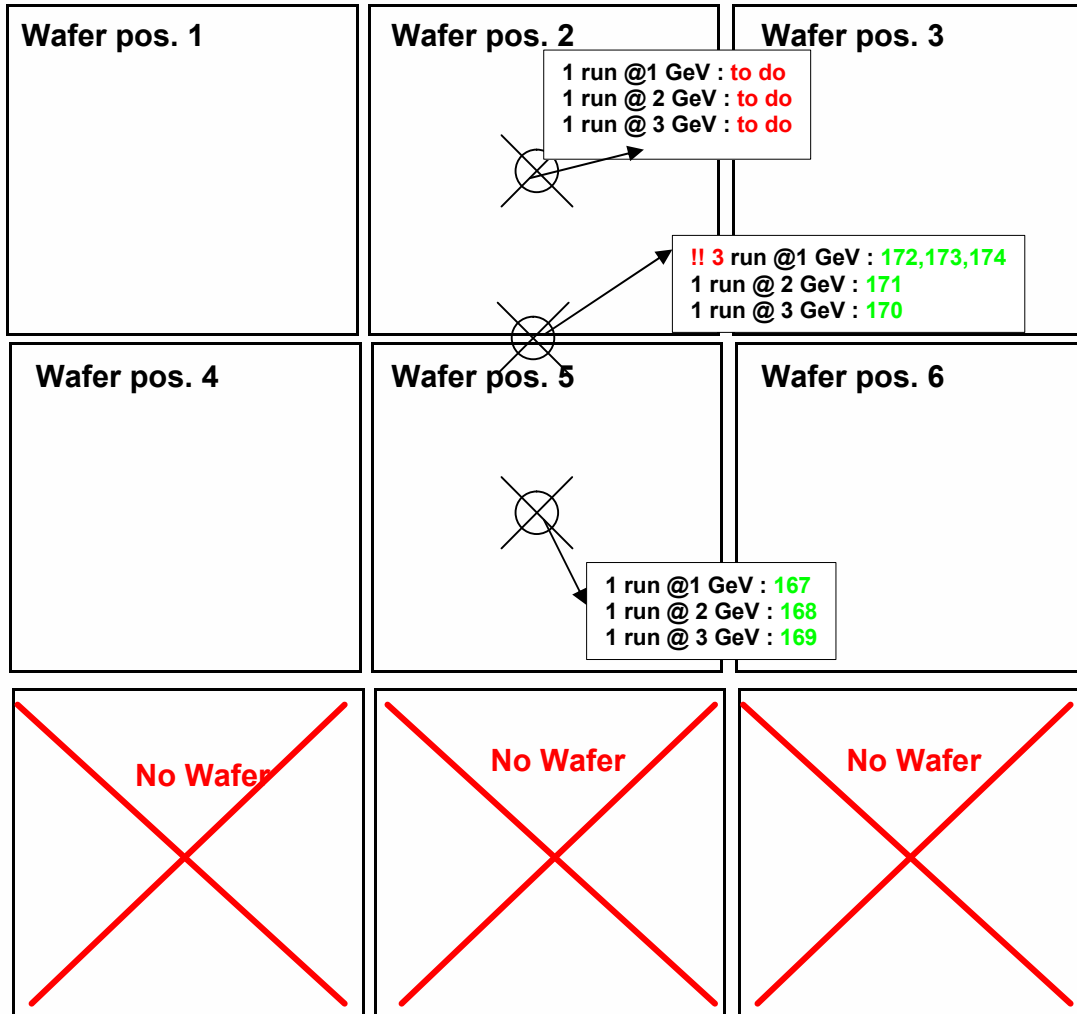 Wafer pos. 1
Wafer pos. 2
Wafer pos. 3
1 run @1 GeV : to do
1 run @ 2 GeV : to do
1 run @ 3 GeV : to do
!! 3 run @1 GeV : 172,173,174
1 run @ 2 GeV : 171
1 run @ 3 GeV : 170
Wafer pos. 4
Wafer pos. 5
Wafer pos. 6
1 run @1 GeV : 167
1 run @ 2 GeV : 168
1 run @ 3 GeV : 169
No Wafer
No Wafer
No Wafer